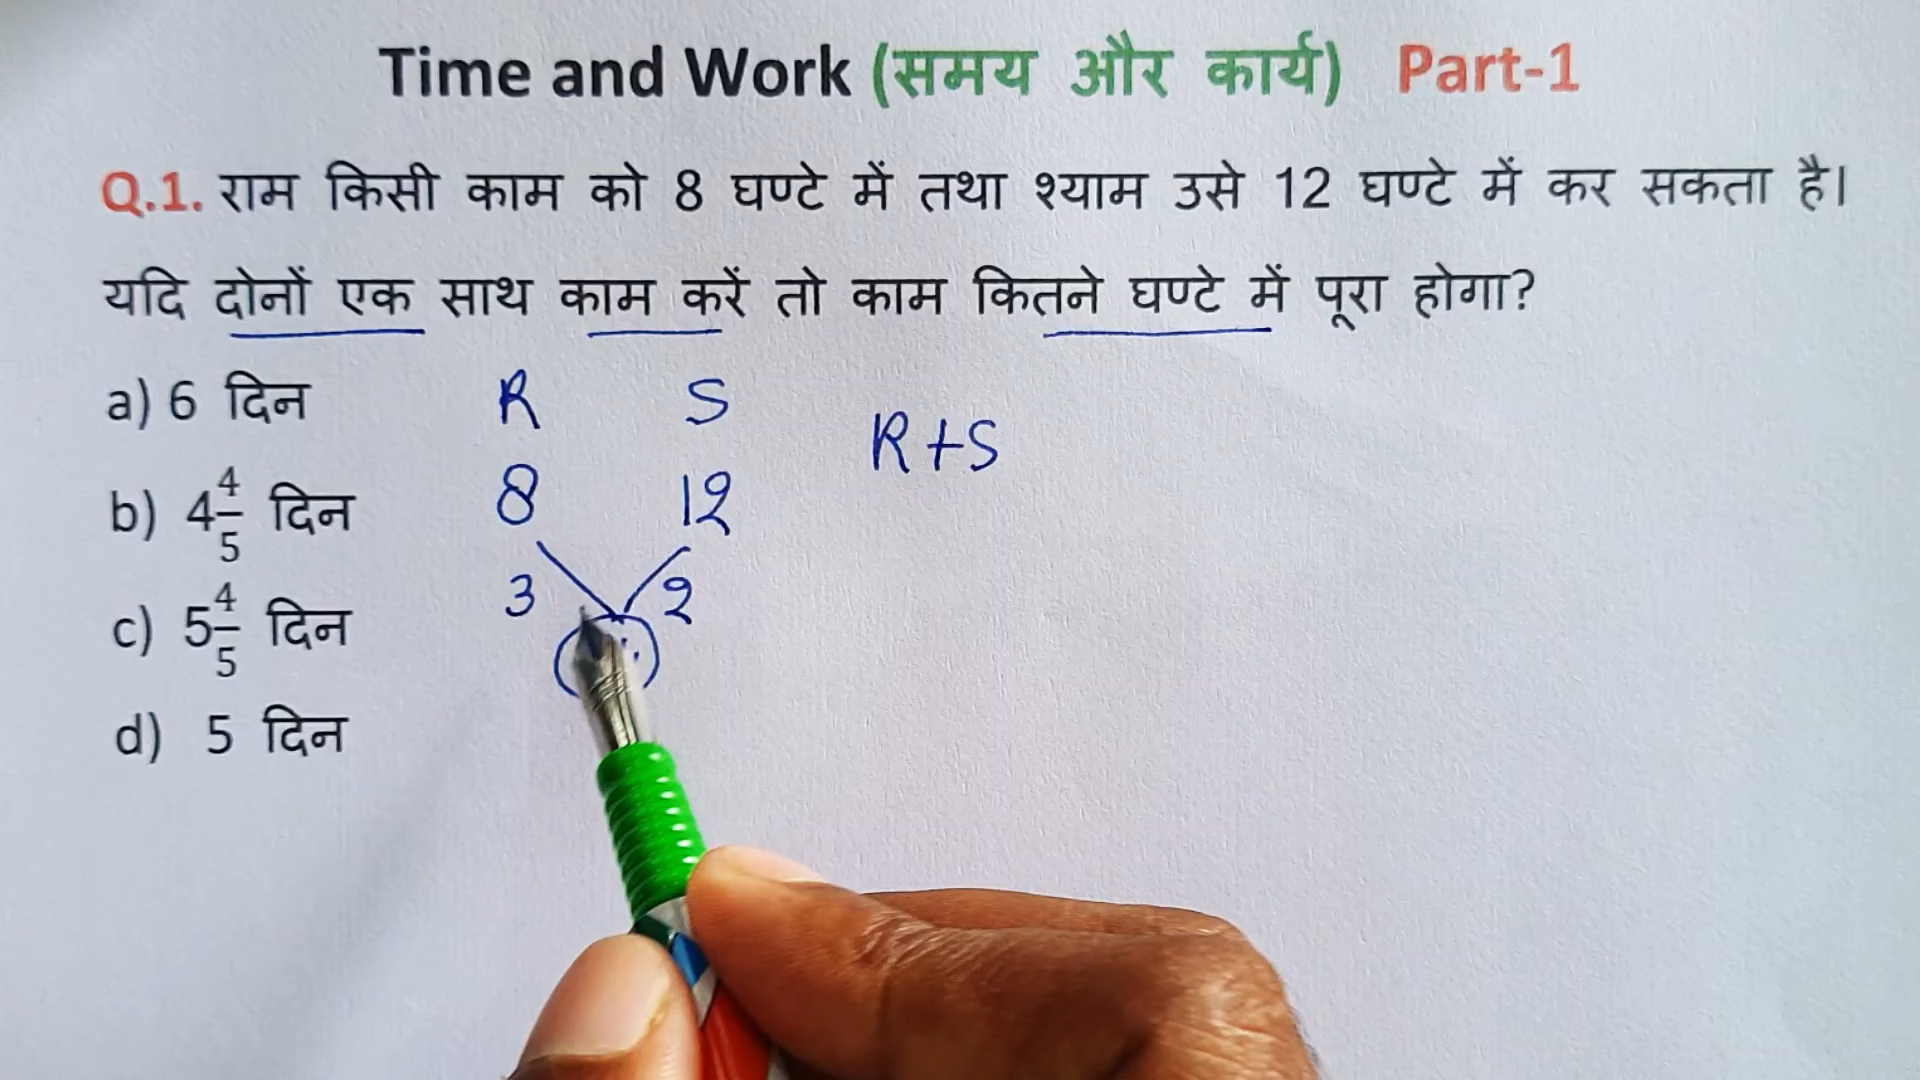 Time and Work (समय और कार्य) Part-1
Q.1. राम किसी काम को 8 घण्टे में तथा श्याम उसे 12 घण्टे में कर सकता है।
यदि दोनों एक साथ काम करें तो काम कितने घण्टे में पूरा होगा?
a) 6 दिन
b) 4 4/5 दिन
c) 5 4/5 दिन
d) 5 दिन
R S
R+S
8 12
3 2